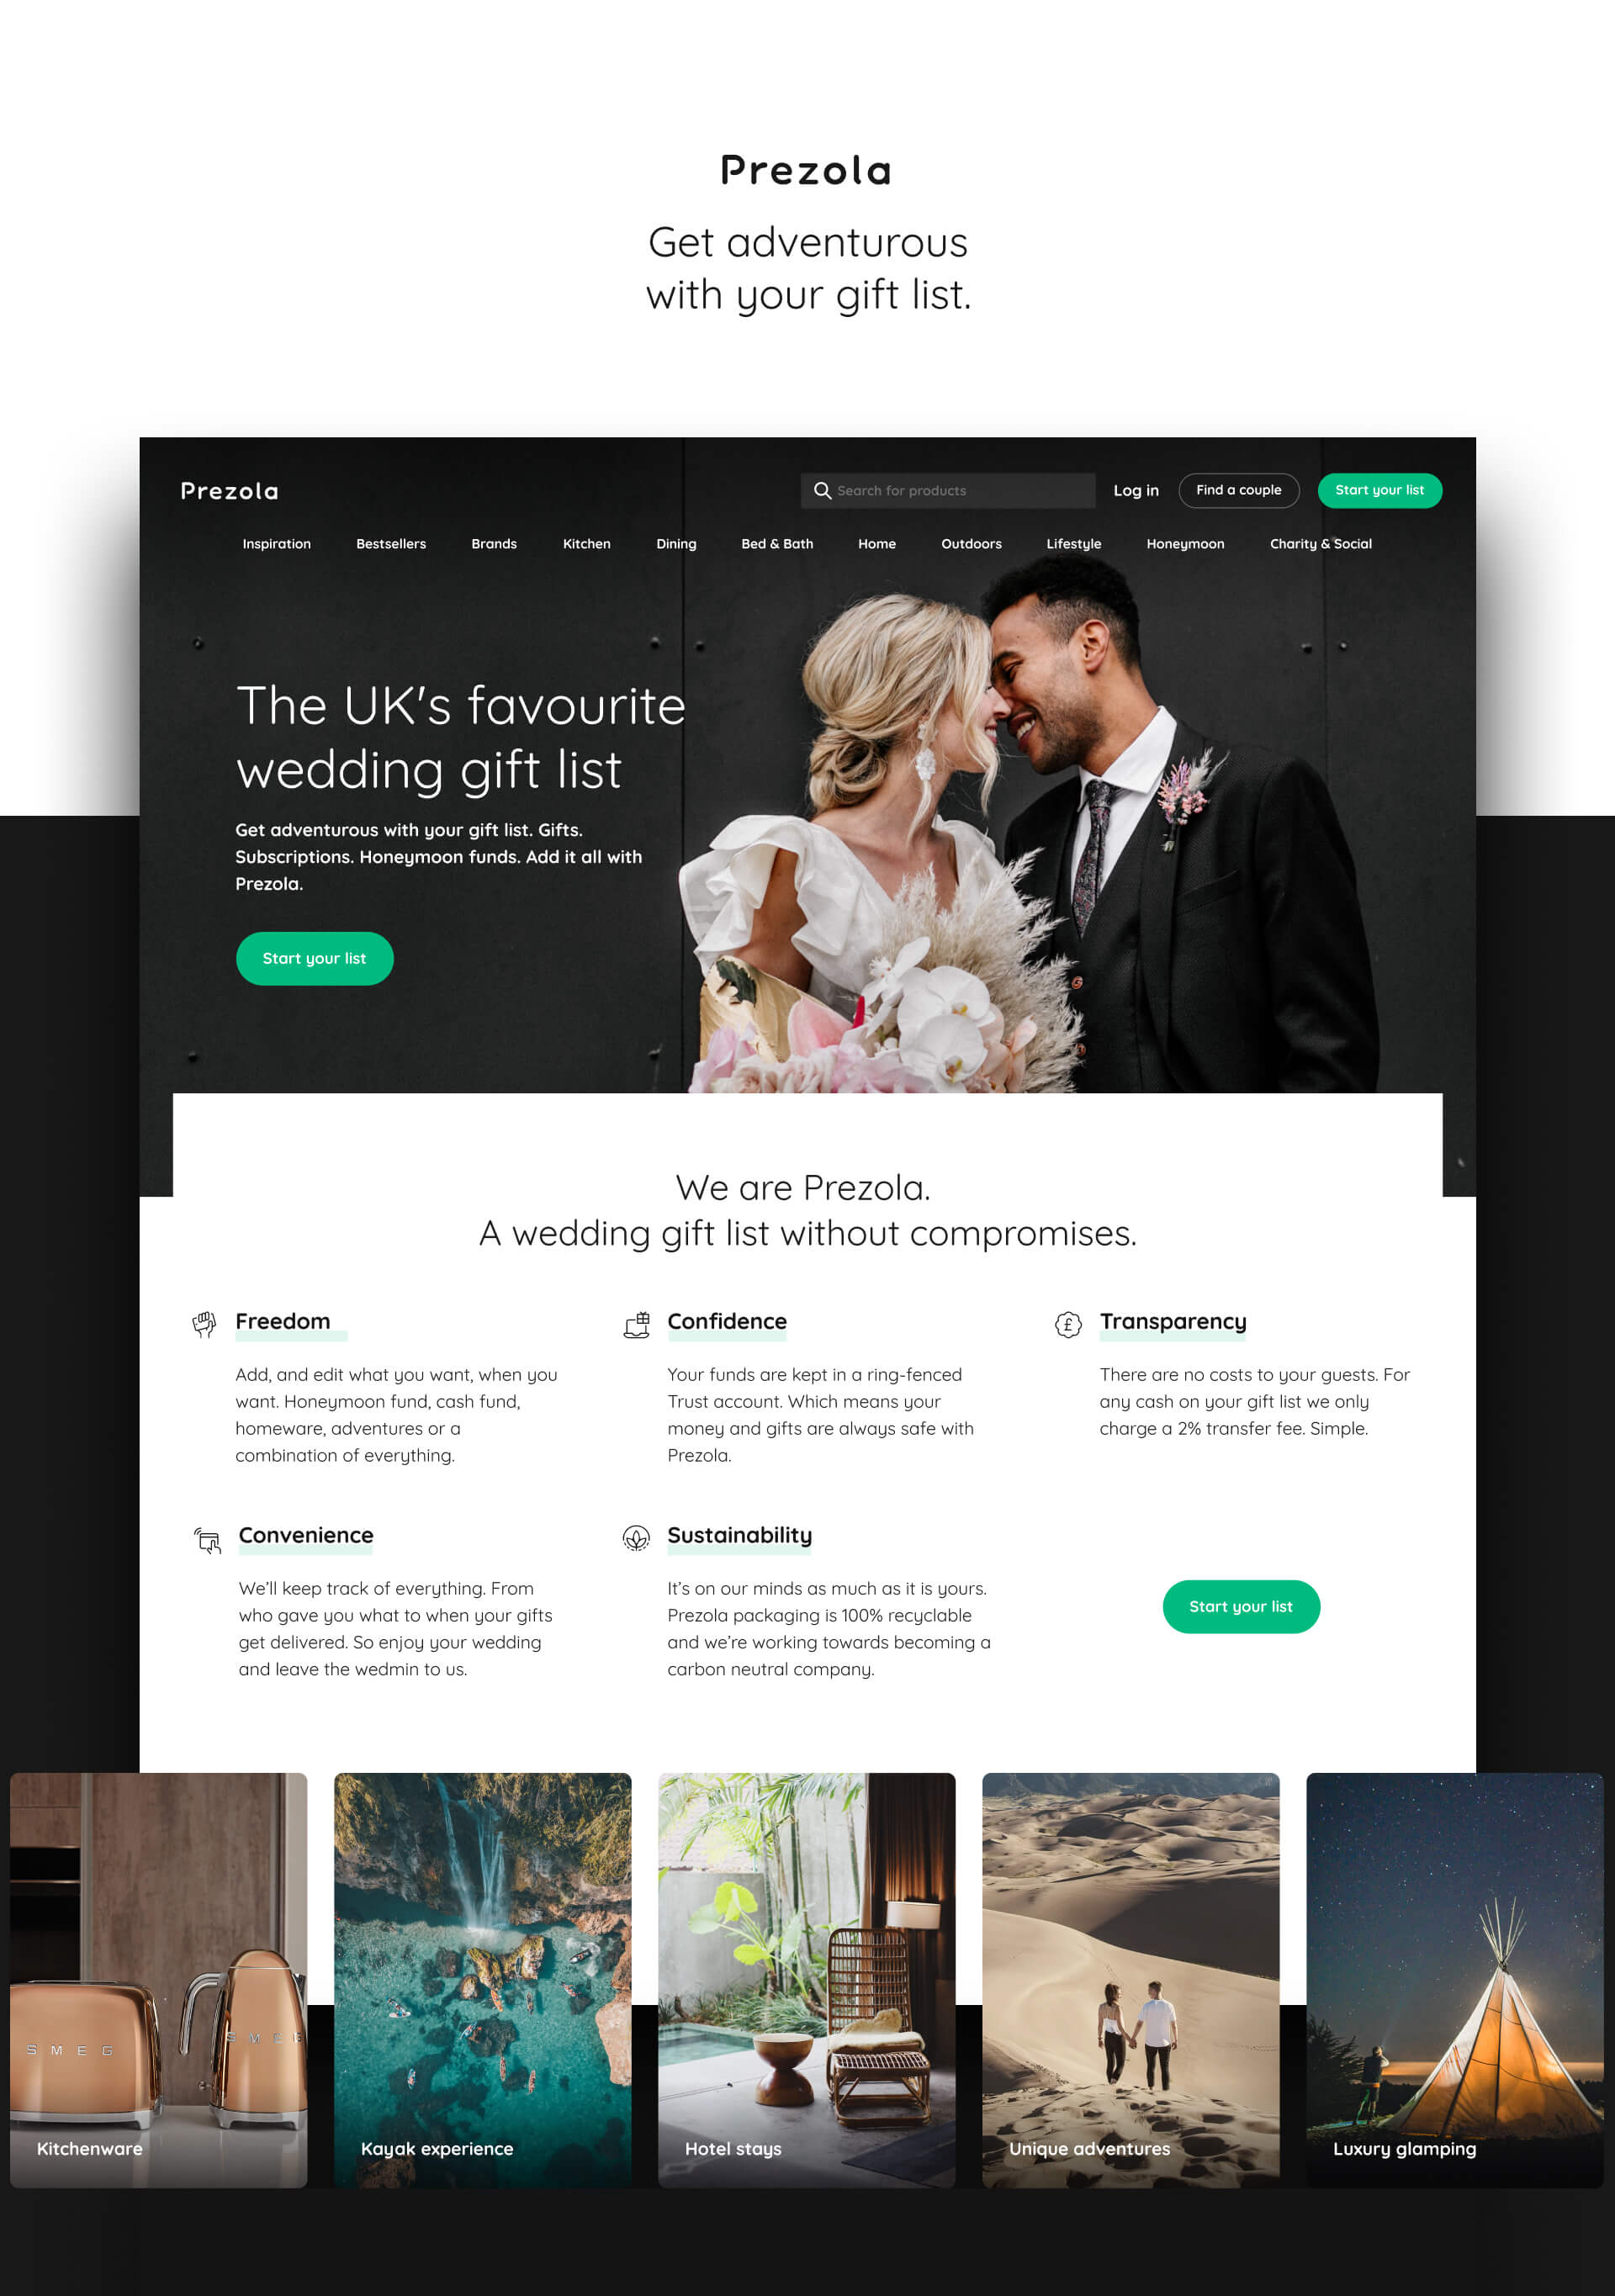 Prezola
Get adventurous
with your gift list.
Prezola
Search for products
Log in
Find a couple
Start your list
Inspiration
Bestsellers
Brands
Kitchen
Dining
Bed & Bath
Home
Outdoors
Lifestyle
Honeymoon
Charity & Social
The UK's favourite
wedding gift list
Get adventurous with your gift list. Gifts.
Subscriptions. Honeymoon funds. Add it all with
Prezola.
Start your list
We are Prezola.
A wedding gift list without compromises.
Freedom
Add, and edit what you want, when you
want. Honeymoon fund, cash fund,
homeware, adventures or a
combination of everything.
Confidence
Your funds are kept in a ring-fenced
Trust account. Which means your
money and gifts are always safe with
Prezola.
£
Transparency
There are no costs to your guests. For
any cash on your gift list we only
charge a 2% transfer fee. Simple.
Convenience
We’ll keep track of everything. From
who gave you what to when your gifts
get delivered. So enjoy your wedding
and leave the wedmin to us.
Sustainability
It’s on our minds as much as it is yours.
Prezola packaging is 100% recyclable
and we’re working towards becoming a
carbon neutral company.
Start your list
SMEG
SMEG
Kitchenware
Kayak experience
Hotel stays
Unique adventures
Luxury glamping